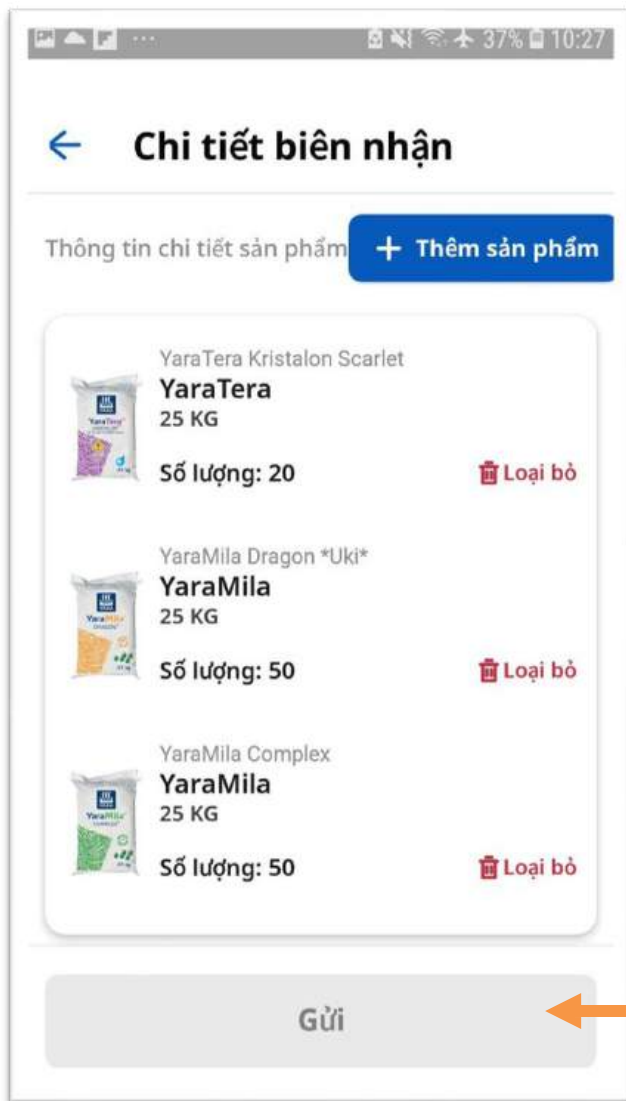 37% 10:27
Chi tiết biên nhận
Thông tin chi tiết sản phẩm
+ Thêm sản phẩm
YaraTera Kristalon Scarlet
YaraTera
25 KG
Số lượng: 20
Loại bỏ
YaraMila Dragon *Uki*
YaraMila
25 KG
Số lượng: 50
Loại bỏ
YaraMila Complex
YaraMila
25 KG
Số lượng: 50
Loại bỏ
Gửi